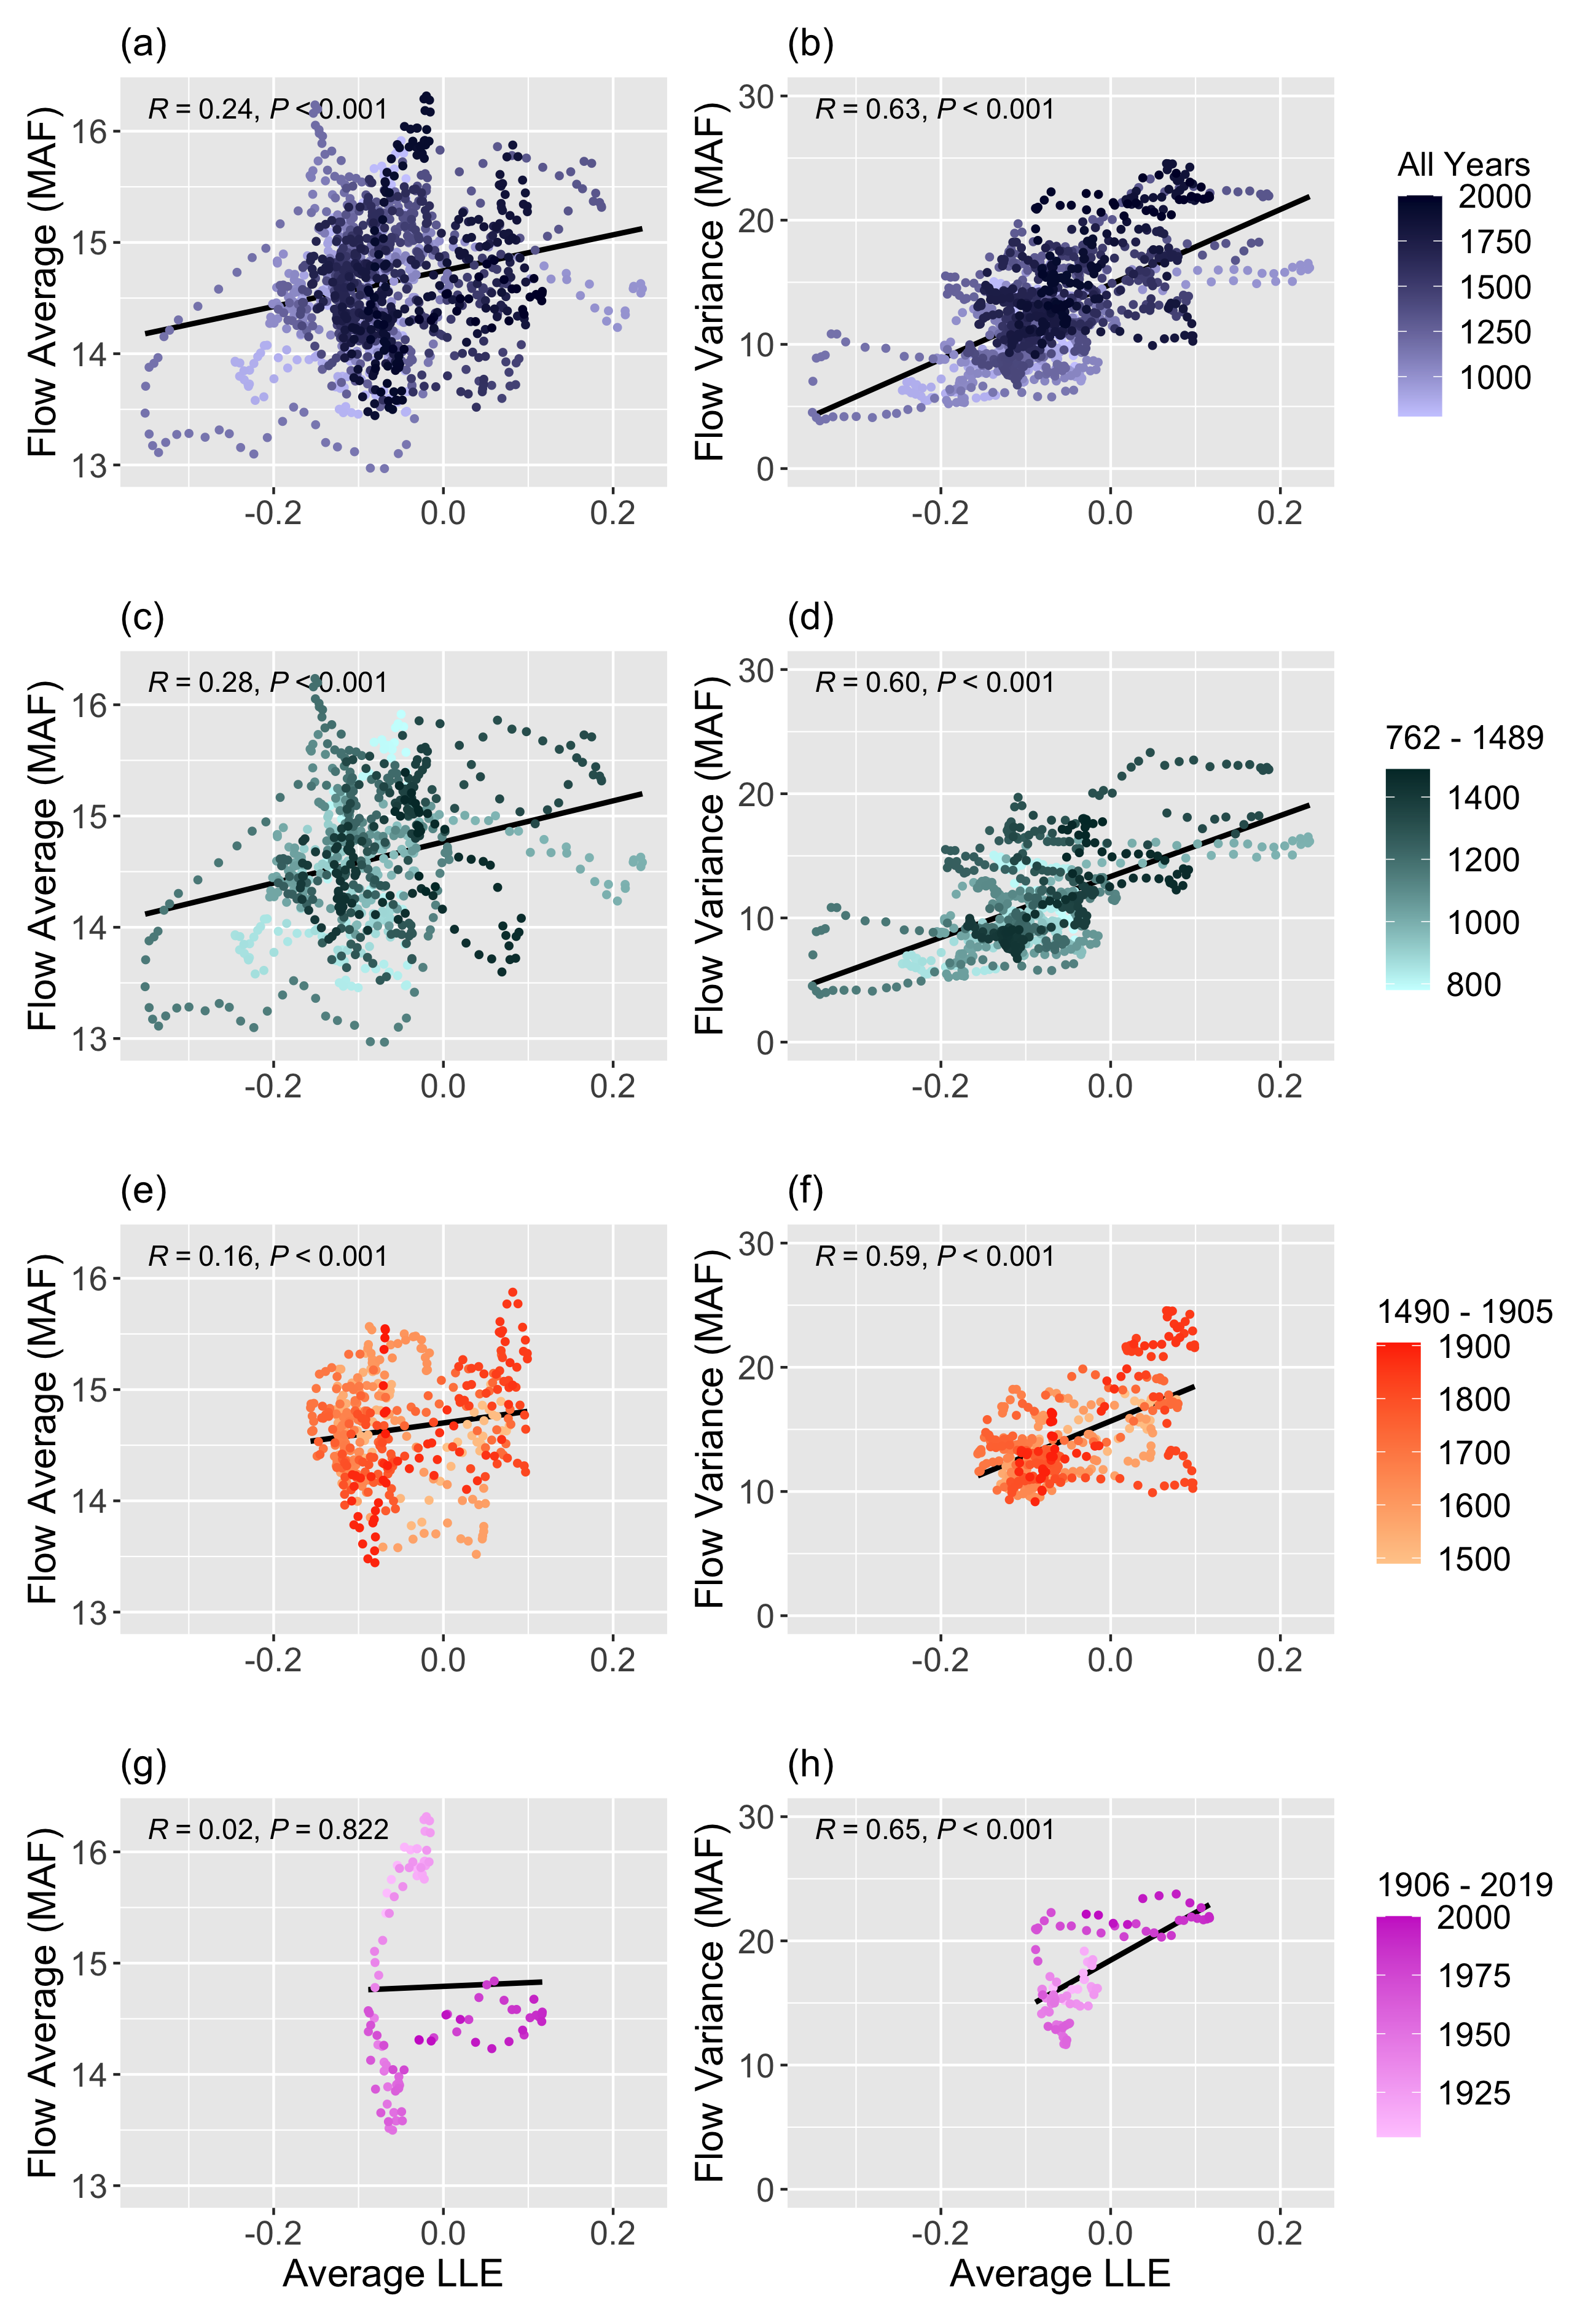 (a)
(b)
R = 0.24, P < 0.001
R = 0.63, P < 0.001
Flow Average (MAF)
16
15
14
13
-0.2 0.0 0.2
Flow Variance (MAF)
30
20
10
0
-0.2 0.0 0.2
All Years
2000
1750
1500
1250
1000
(c)
(d)
R = 0.28, P < 0.001
R = 0.60, P < 0.001
Flow Average (MAF)
16
15
14
13
-0.2 0.0 0.2
Flow Variance (MAF)
30
20
10
0
-0.2 0.0 0.2
762 - 1489
1400
1200
1000
800
(e)
(f)
R = 0.16, P < 0.001
R = 0.59, P < 0.001
Flow Average (MAF)
16
15
14
13
-0.2 0.0 0.2
Flow Variance (MAF)
30
20
10
0
-0.2 0.0 0.2
1490 - 1905
1900
1800
1700
1600
1500
(g)
(h)
R = 0.02, P = 0.822
R = 0.65, P < 0.001
Flow Average (MAF)
16
15
14
13
-0.2 0.0 0.2
Average LLE
Flow Variance (MAF)
30
20
10
0
-0.2 0.0 0.2
Average LLE
1906 - 2019
2000
1975
1950
1925